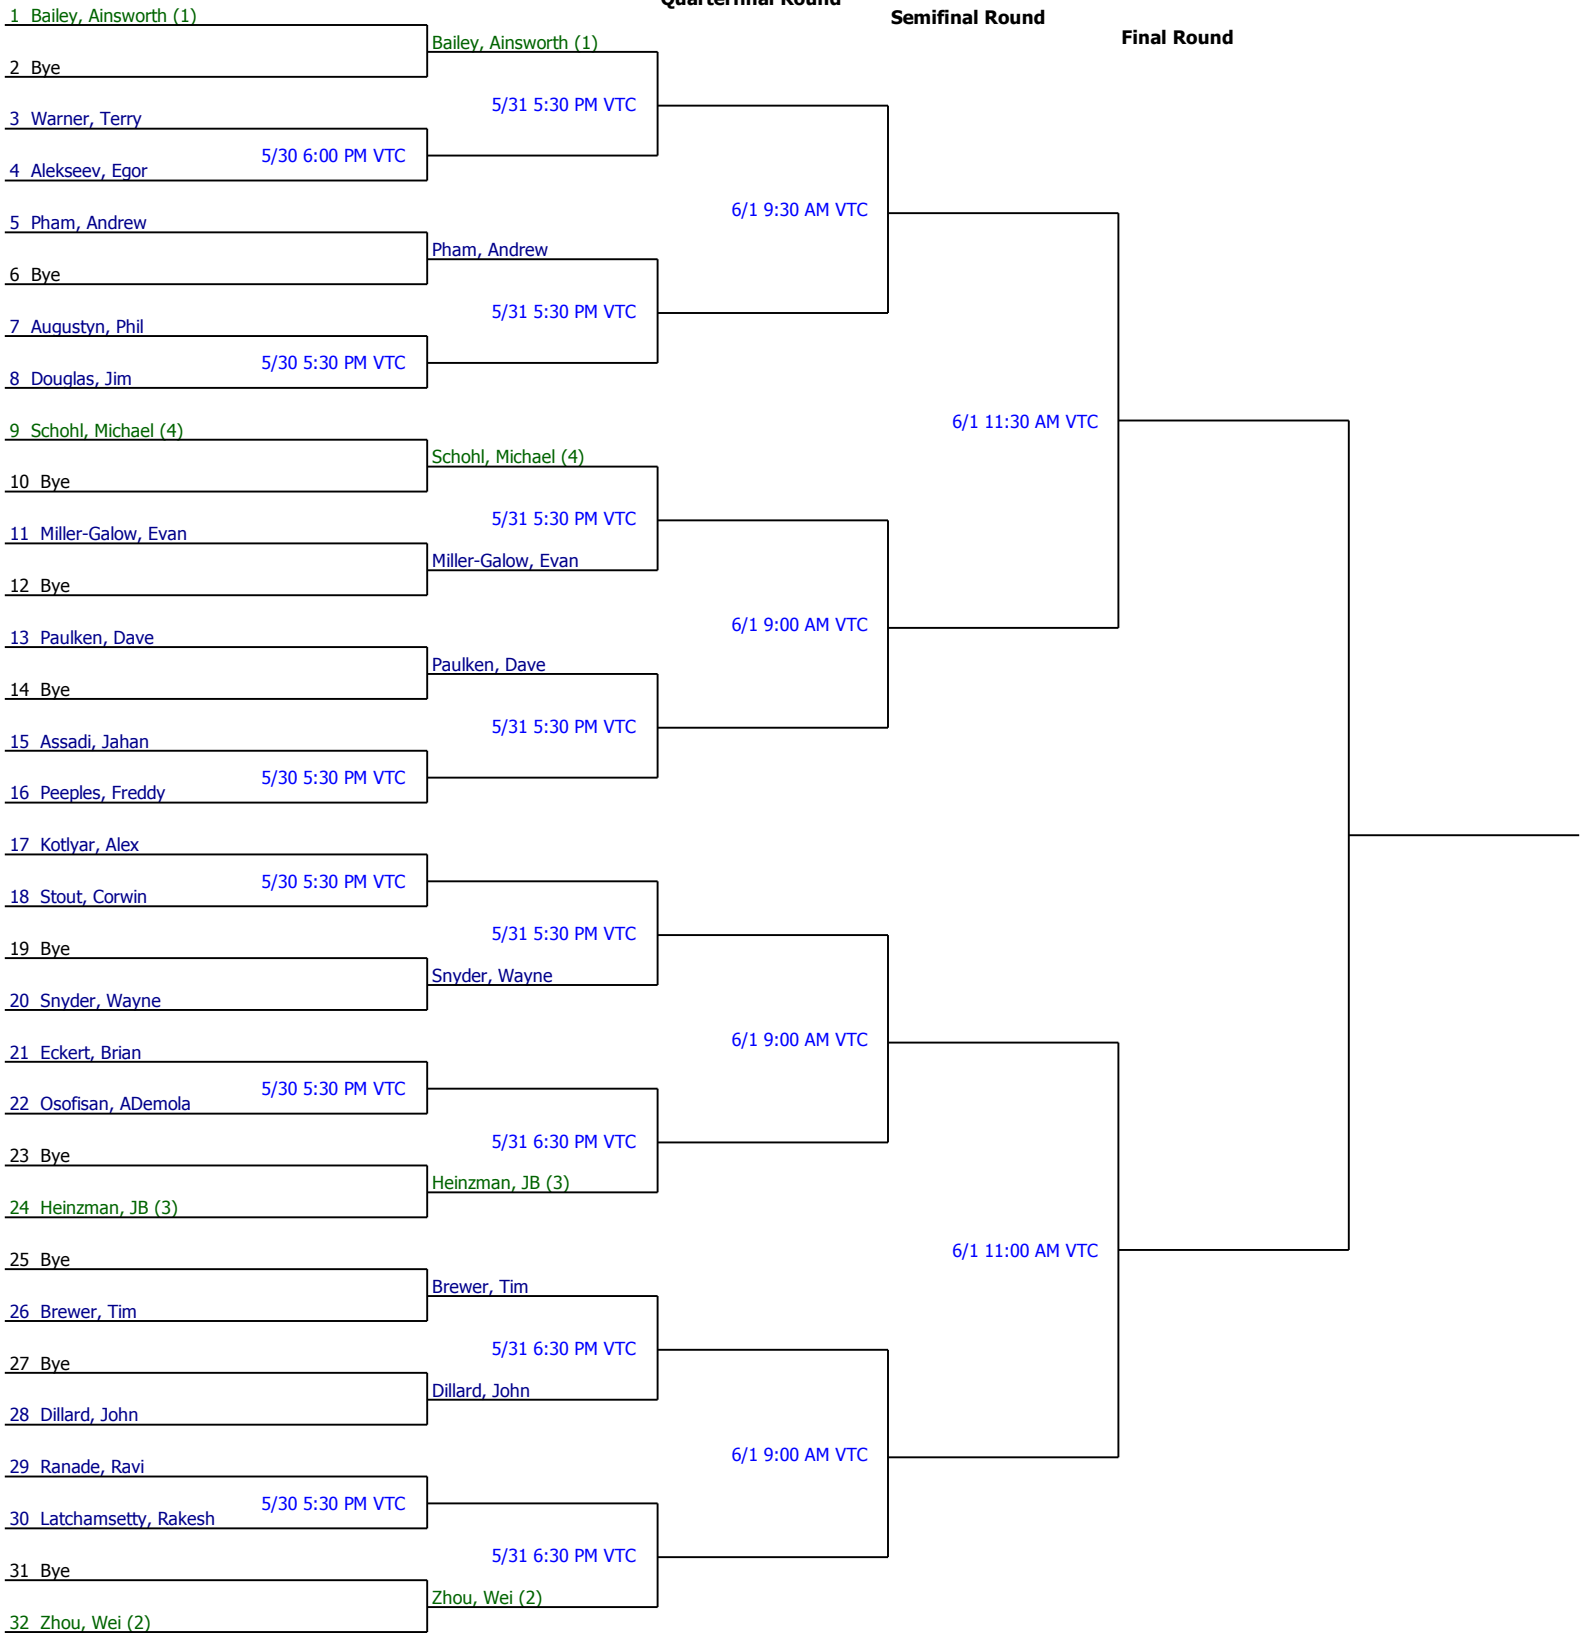 Quarterfinal Round
Semifinal Round
Final Round
1 Bailey, Ainsworth (1)
Bailey, Ainsworth (1)
2 Bye
5/31 5:30 PM VTC
3 Warner, Terry
5/30 6:00 PM VTC
4 Alekseev, Egor
6/1 9:30 AM VTC
5 Pham, Andrew
Pham, Andrew
6 Bye
5/31 5:30 PM VTC
7 Augustyn, Phil
5/30 5:30 PM VTC
8 Douglas, Jim
6/1 11:30 AM VTC
9 Schohl, Michael (4)
Schohl, Michael (4)
10 Bye
5/31 5:30 PM VTC
11 Miller-Galow, Evan
Miller-Galow, Evan
12 Bye
6/1 9:00 AM VTC
13 Paulken, Dave
Paulken, Dave
14 Bye
5/31 5:30 PM VTC
15 Assadi, Jahan
5/30 5:30 PM VTC
16 Peeples, Freddy
17 Kotlyar, Alex
5/30 5:30 PM VTC
18 Stout, Corwin
5/31 5:30 PM VTC
19 Bye
Snyder, Wayne
20 Snyder, Wayne
6/1 9:00 AM VTC
21 Eckert, Brian
5/30 5:30 PM VTC
22 Osofisan, ADemola
5/31 6:30 PM VTC
23 Bye
Heinzman, JB (3)
24 Heinzman, JB (3)
6/1 11:00 AM VTC
25 Bye
Brewer, Tim
26 Brewer, Tim
5/31 6:30 PM VTC
27 Bye
Dillard, John
28 Dillard, John
6/1 9:00 AM VTC
29 Ranade, Ravi
5/30 5:30 PM VTC
30 Latchamsetty, Rakesh
5/31 6:30 PM VTC
31 Bye
Zhou, Wei (2)
32 Zhou, Wei (2)